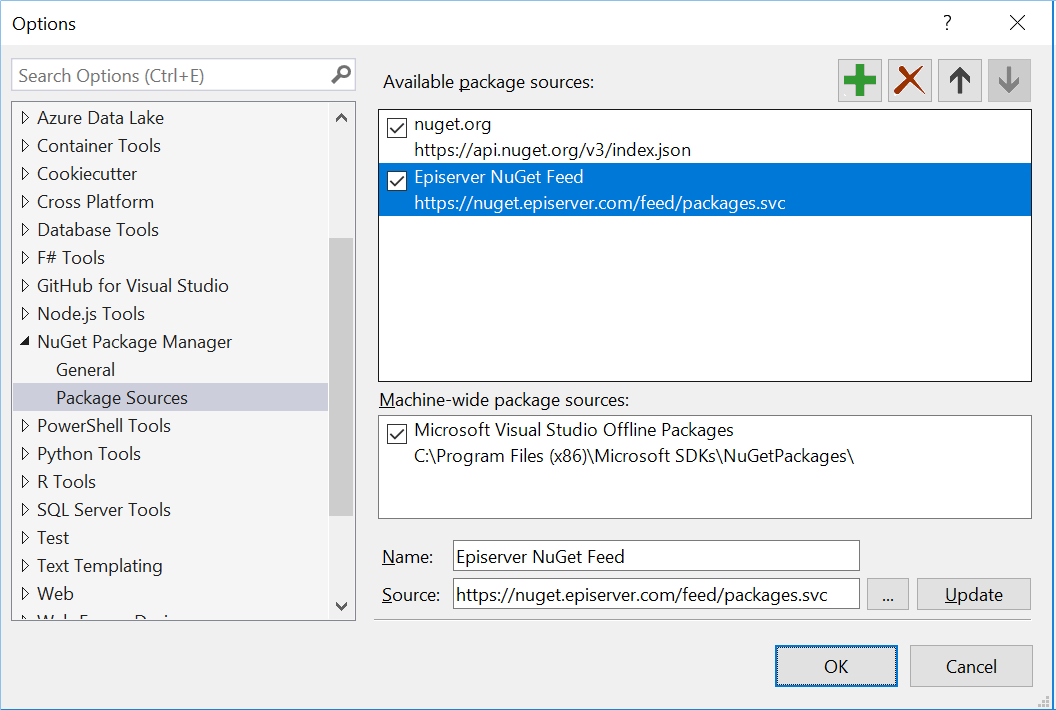 Options
?
Search Options (Ctrl+E)
Azure Data Lake
Container Tools
Cookiecutter
Cross Platform
Database Tools
F# Tools
GitHub for Visual Studio
Node.js Tools
NuGet Package Manager
General
Package Sources
PowerShell Tools
Python Tools
R Tools
SQL Server Tools
Test
Text Templating
Web
Available package sources:
nuget.org
https://api.nuget.org/v3/index.json
Episerver NuGet Feed
https://nuget.episerver.com/feed/packages.svc
Machine-wide package sources:
Microsoft Visual Studio Offline Packages
C:\Program Files (x86)\Microsoft SDKs\NuGetPackages\
Name: Episerver NuGet Feed
Source: https://nuget.episerver.com/feed/packages.svc ... Update
OK Cancel